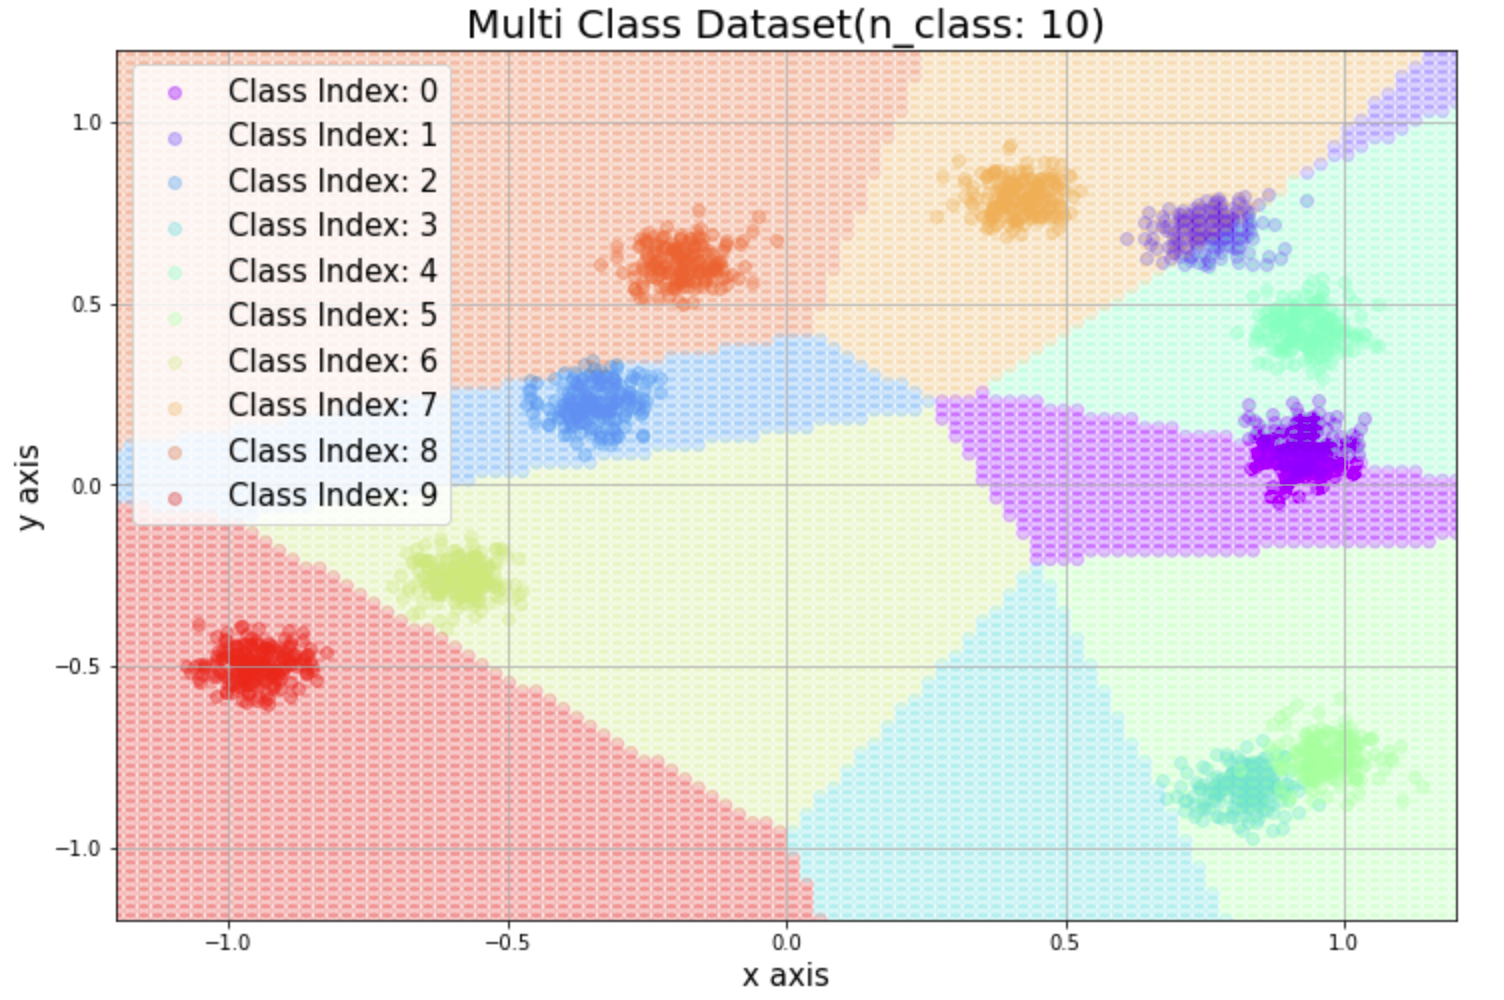 Multi Class Dataset(n_class: 10)
Class Index: 0
Class Index: 1
Class Index: 2
Class Index: 3
Class Index: 4
Class Index: 5
Class Index: 6
Class Index: 7
Class Index: 8
Class Index: 9
y axis
1.0
0.5
0.0
−0.5
−1.0
−1.0 −0.5 0.0 0.5 1.0
x axis